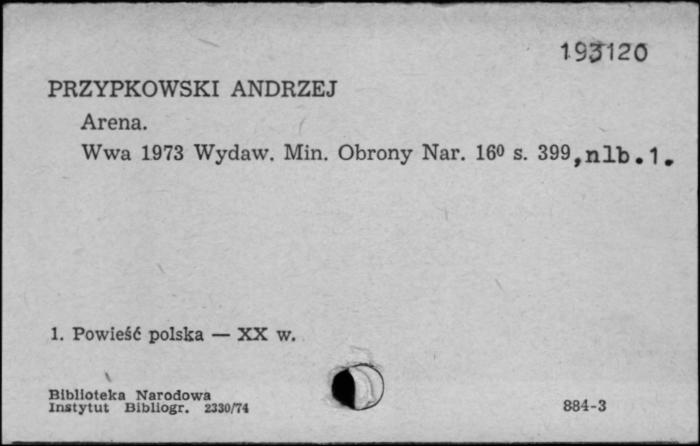 193120
PRZYPKOWSKI ANDRZEJ
Arena.
Wwa 1973 Wydaw. Min. Obrony Nar. 16⁰ s. 399,nlb.1.
1. Powieść polska — XX w.
Biblioteka Narodowa
Instytut Bibliogr. 2330/74
884-3